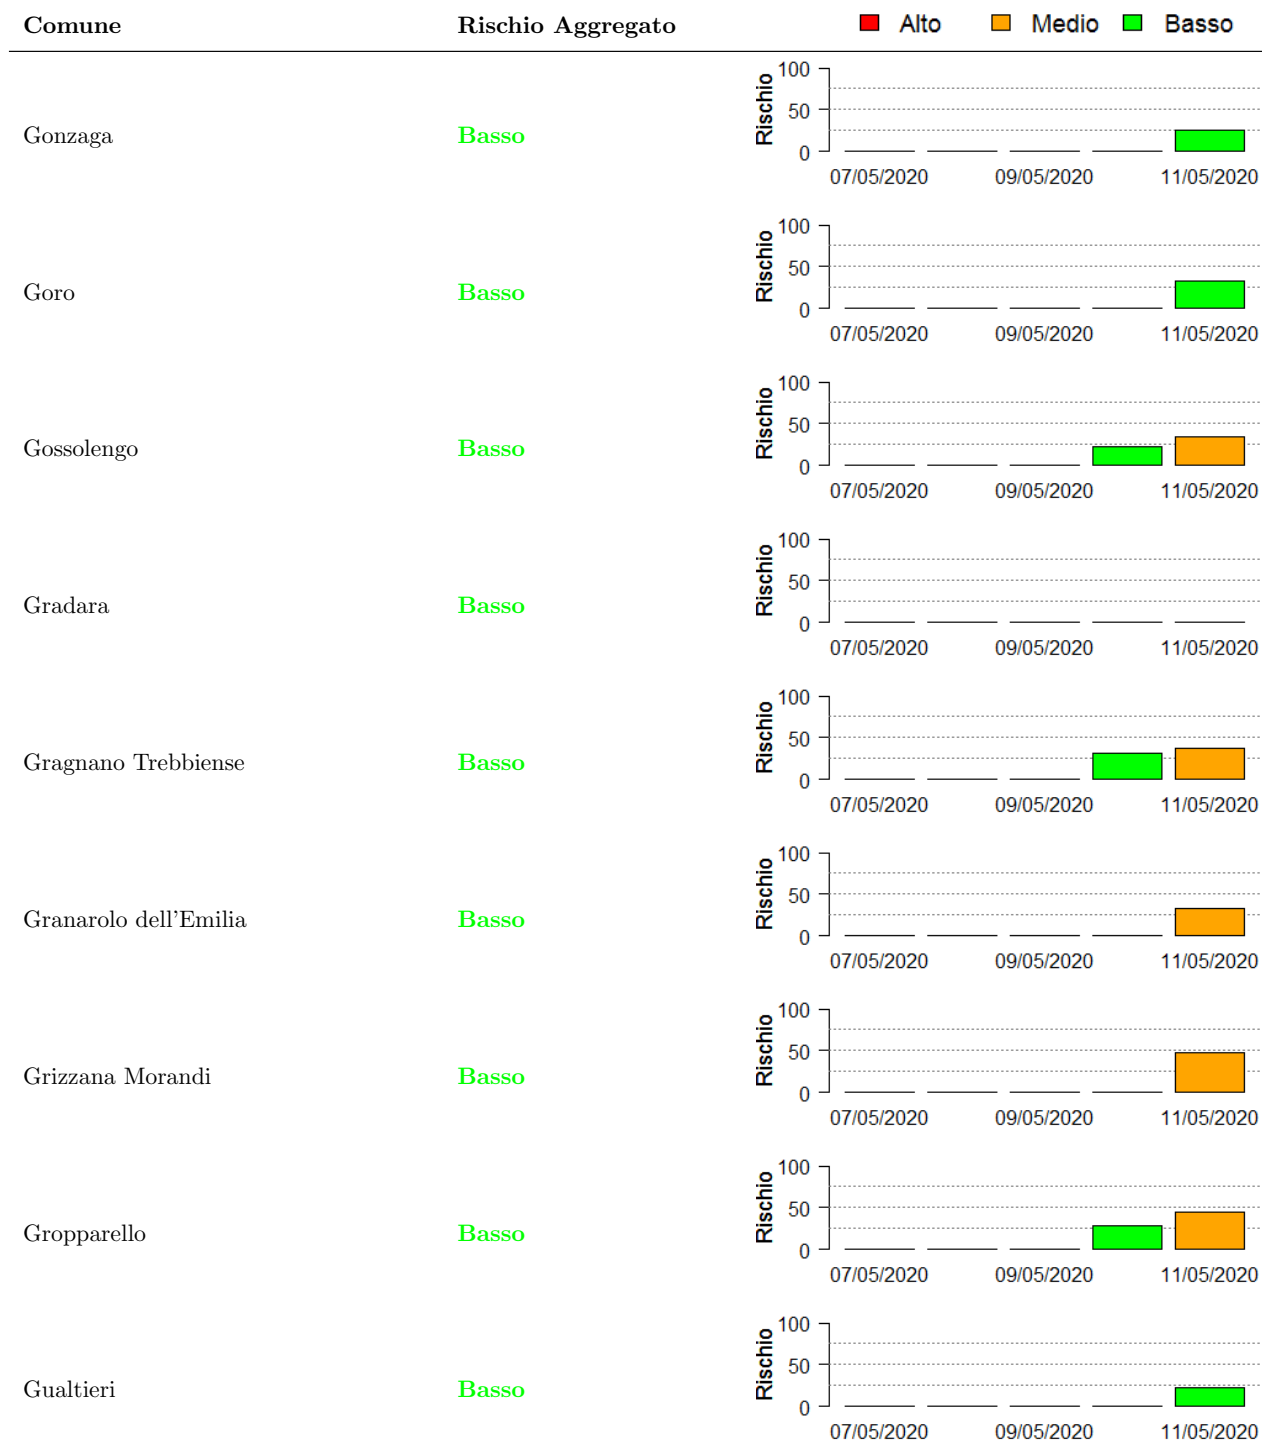 Comune Rischio Aggregato Alto Medio Basso
Gonzaga Basso Rischio 100 50 0
07/05/2020 09/05/2020 11/05/2020
Goro Basso Rischio 100 50 0
07/05/2020 09/05/2020 11/05/2020
Gossolengo Basso Rischio 100 50 0
07/05/2020 09/05/2020 11/05/2020
Gradara Basso Rischio 100 50 0
07/05/2020 09/05/2020 11/05/2020
Gragnano Trebbiense Basso Rischio 100 50 0
07/05/2020 09/05/2020 11/05/2020
Granarolo dell'Emilia Basso Rischio 100 50 0
07/05/2020 09/05/2020 11/05/2020
Grizzana Morandi Basso Rischio 100 50 0
07/05/2020 09/05/2020 11/05/2020
Gropparello Basso Rischio 100 50 0
07/05/2020 09/05/2020 11/05/2020
Gualtieri Basso Rischio 100 50 0
07/05/2020 09/05/2020 11/05/2020